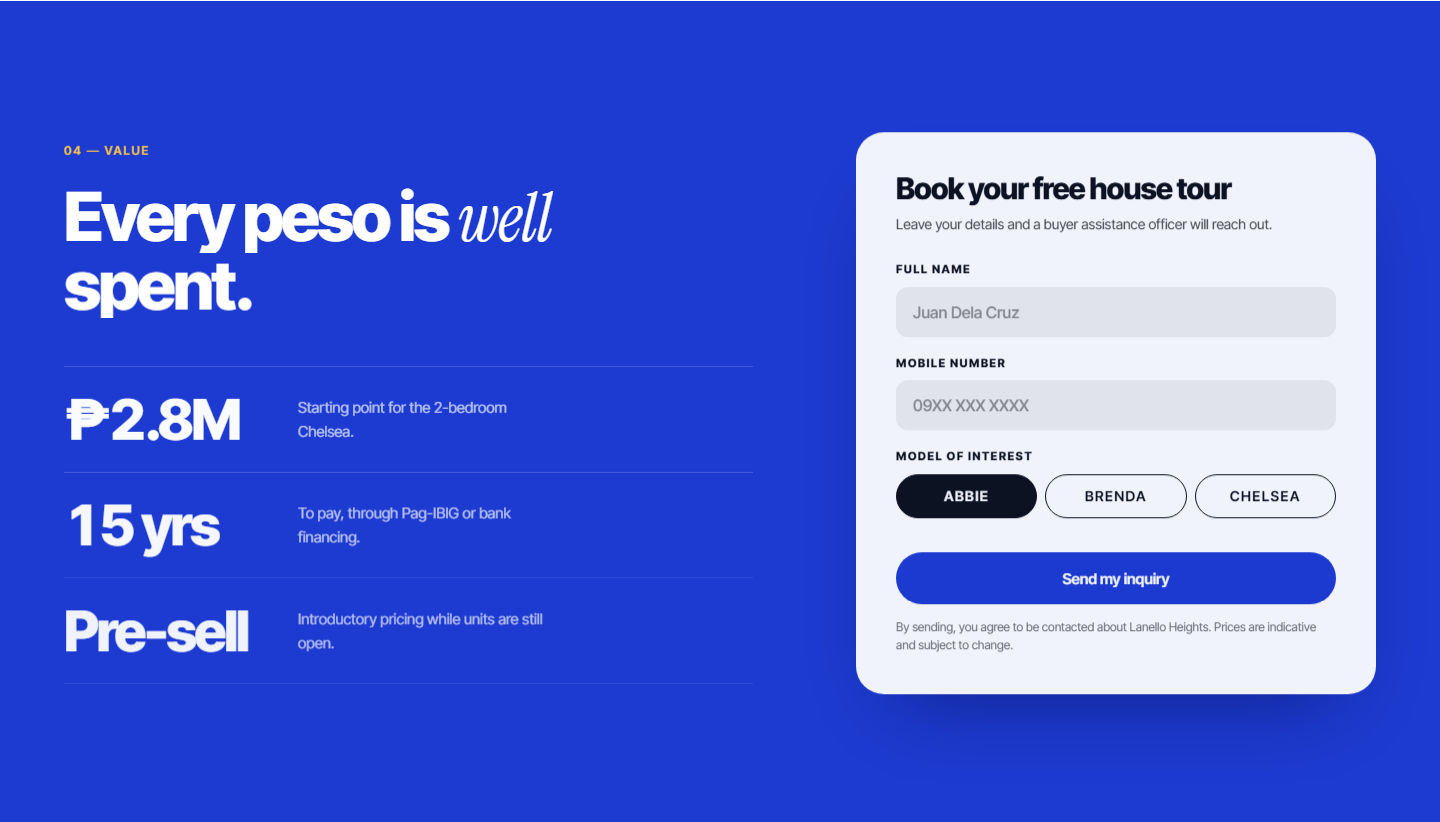 04 — VALUE
Every peso is well
spent.
₱2.8M
Starting point for the 2-bedroom
Chelsea.
15 yrs
To pay, through Pag-IBIG or bank
financing.
Pre-sell
Introductory pricing while units are still
open.
Book your free house tour
Leave your details and a buyer assistance officer will reach out.
FULL NAME
Juan Dela Cruz
MOBILE NUMBER
09XX XXX XXXX
MODEL OF INTEREST
ABBIE
BRENDA
CHELSEA
Send my inquiry
By sending, you agree to be contacted about Lanello Heights. Prices are indicative
and subject to change.